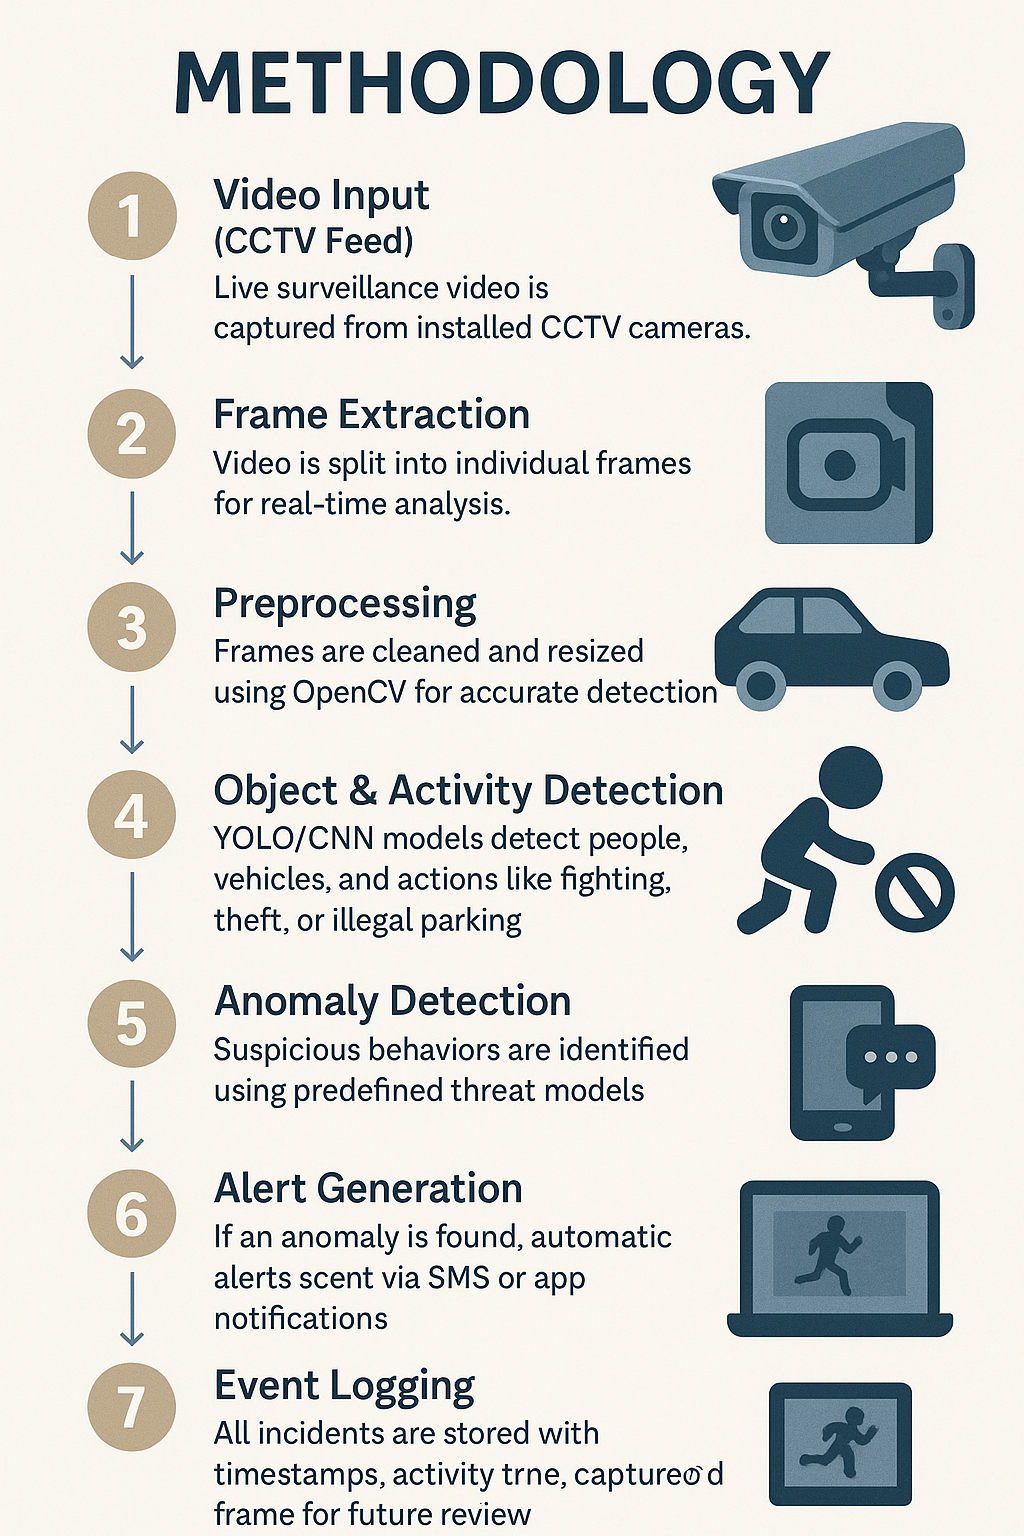 METHODOLOGY
1
Video Input
(CCTV Feed)
Live surveillance video is
captured from installed CCTV cameras.
2
Frame Extraction
Video is split into individual frames
for real-time analysis.
3
Preprocessing
Frames are cleaned and resized
using OpenCV for accurate detection
4
Object & Activity Detection
YOLO/CNN models detect people,
vehicles, and actions like fighting,
theft, or illegal parking
5
Anomaly Detection
Suspicious behaviors are identified
using predefined threat models
6
Alert Generation
If an anomaly is found, automatic
alerts scent via SMS or app
notifications
7
Event Logging
All incidents are stored with
timestamps, activity trne,
frame for future review